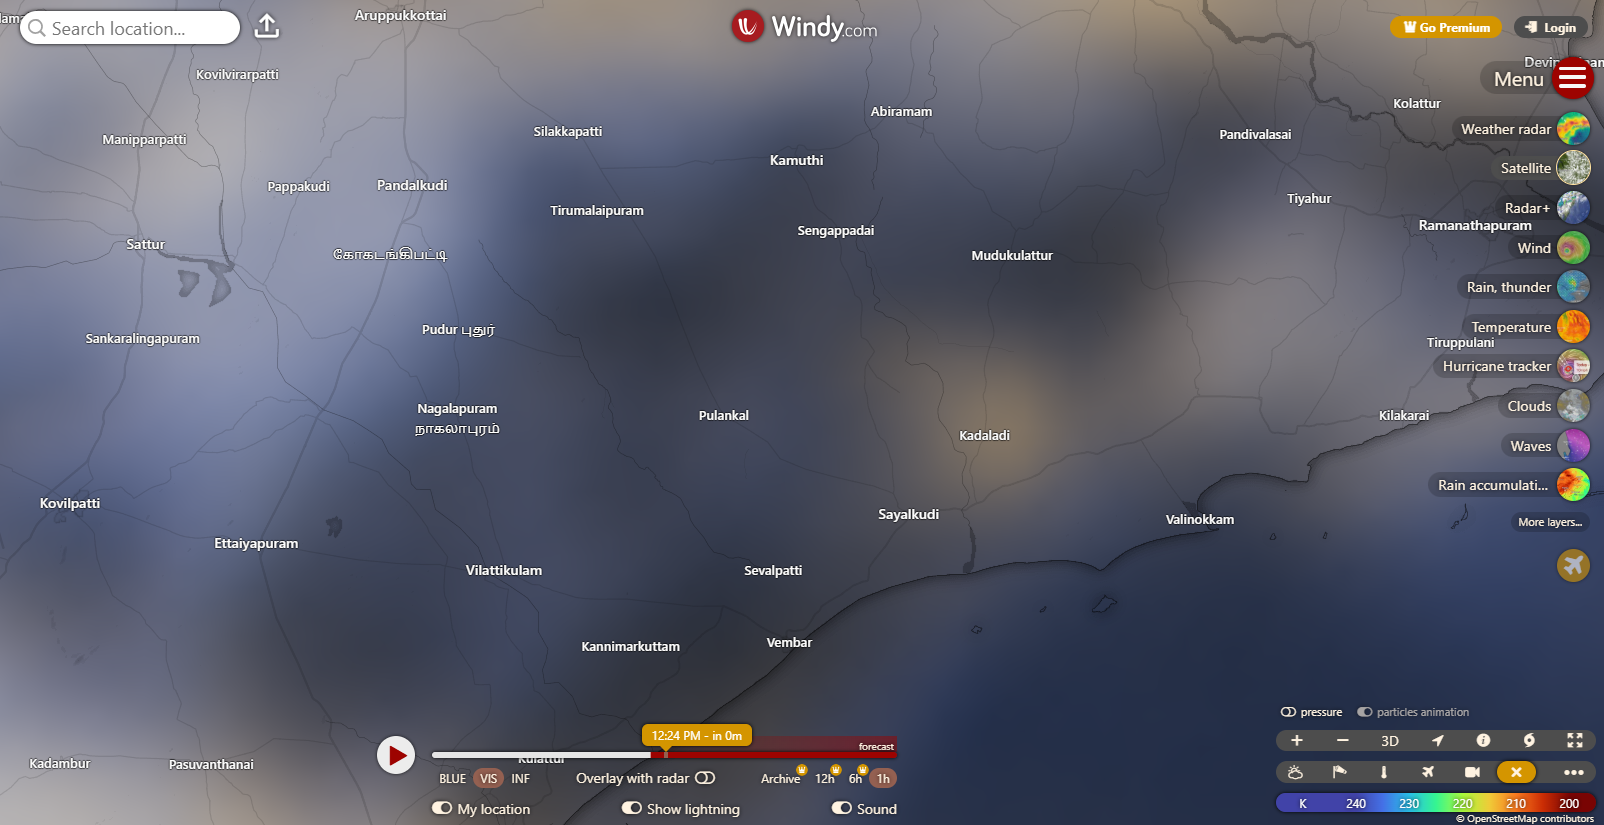 Aruppukkottai
Search location...
Windy.com
Go Premium
Login
Kovilvirarpatti
Menu
Kolattur
Abiramam
Manipparpatti
Silakkapatti
Pandivalasai
Weather radar
Kamuthi
Satellite
Pappakudi
Pandalkudi
Tiyahur
Tirumalaipuram
Radar+
Sengappadai
Ramanathapuram
Sattur
கோகடங்கிபட்டி
Mudukulattur
Wind
Rain, thunder
Pudur புதூர்
Temperature
Sankaralingapuram
Tiruppulani
Hurricane tracker
Nagalapuram
நாகலாபுரம்
Pulankal
Clouds
Kilakarai
Kadaladi
Waves
Rain accumulati...
Kovilpatti
Sayalkudi
Valinokkam
More layers...
Ettaiyapuram
Vilattikulam
Sevalpatti
Kannimarkuttam
Vembar
pressure
particles animation
12:24 PM - in 0m
forecast
3D
Kadambur
Pasuvanthanai
Kulattur
BLUE VIS INF
Overlay with radar
Archive 12h 6h 1h
My location
Show lightning
Sound
K 240 230 220 210 200
© OpenStreetMap contributors